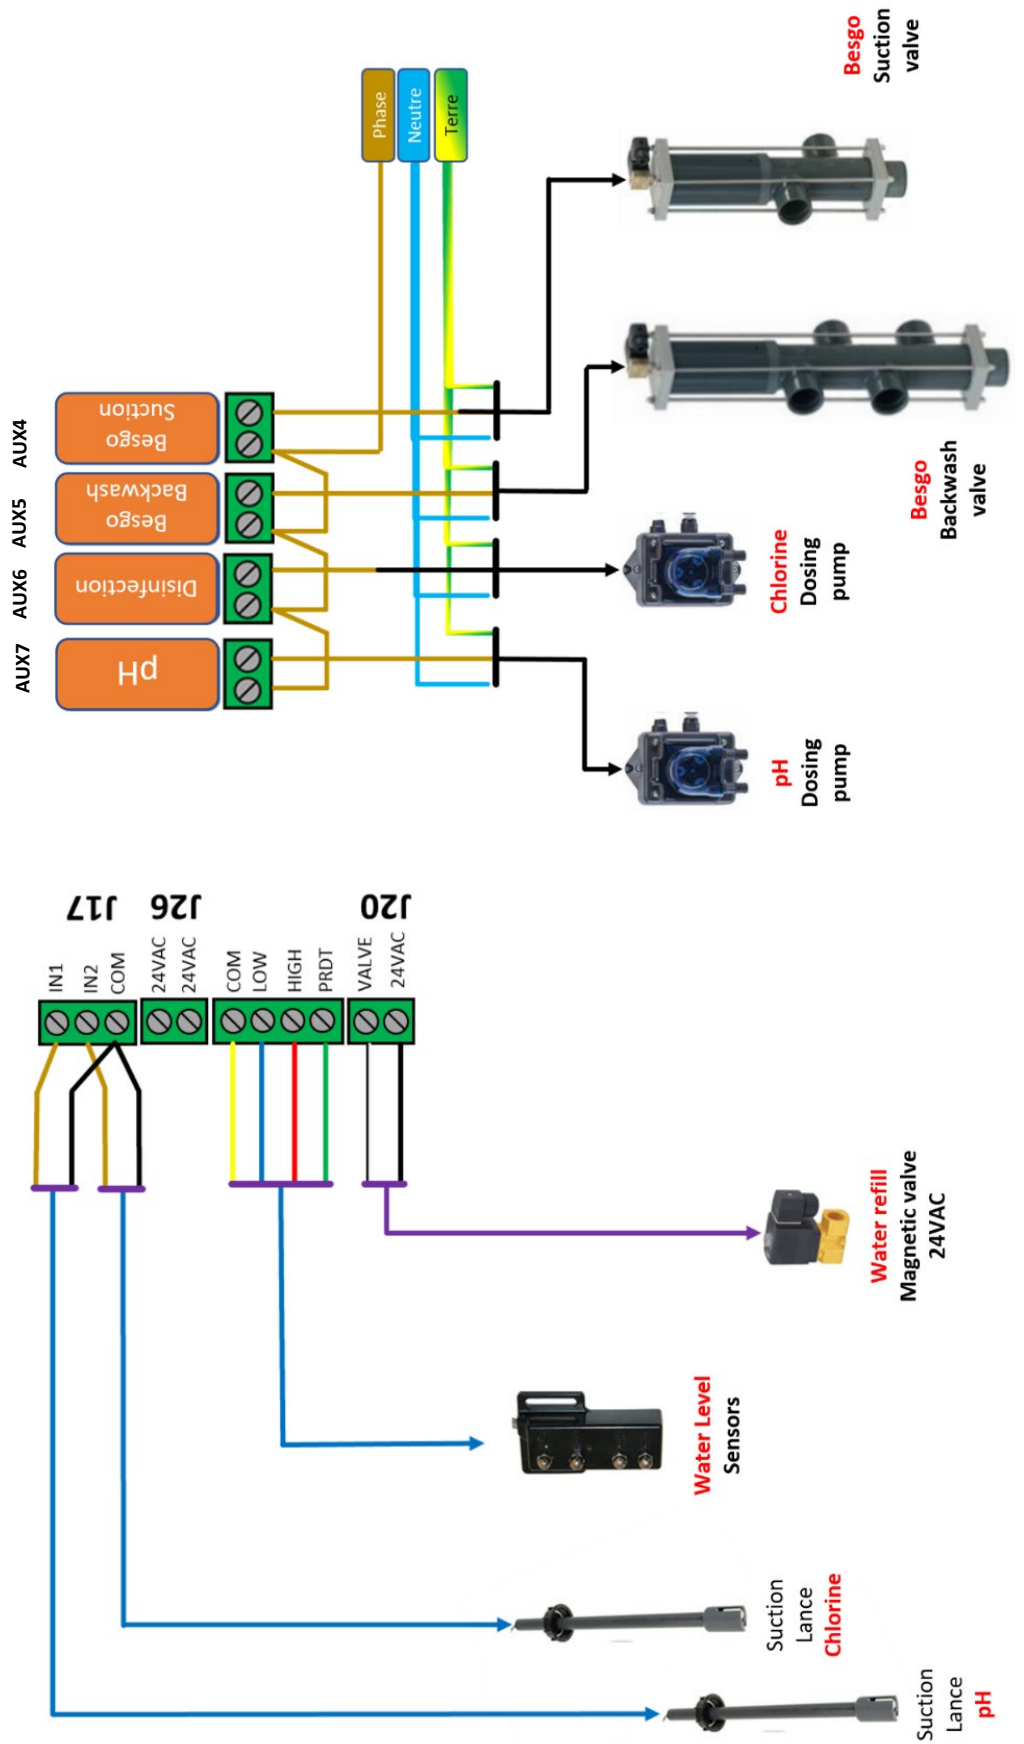 J17
IN1
IN2
COM
J26
24VAC
24VAC
COM
LOW
HIGH
PRDT
J20
VALVE
24VAC
AUX7
pH
AUX6
Disinfection
AUX5
Besgo
Backwash
AUX4
Besgo
Suction
Phase
Neutre
Terre
Suction
Lance
pH
Suction
Lance
Chlorine
Water Level
Sensors
Water refill
Magnetic valve
24VAC
pH
Dosing
pump
Chlorine
Dosing
pump
Besgo
Backwash
valve
Besgo
Suction
valve